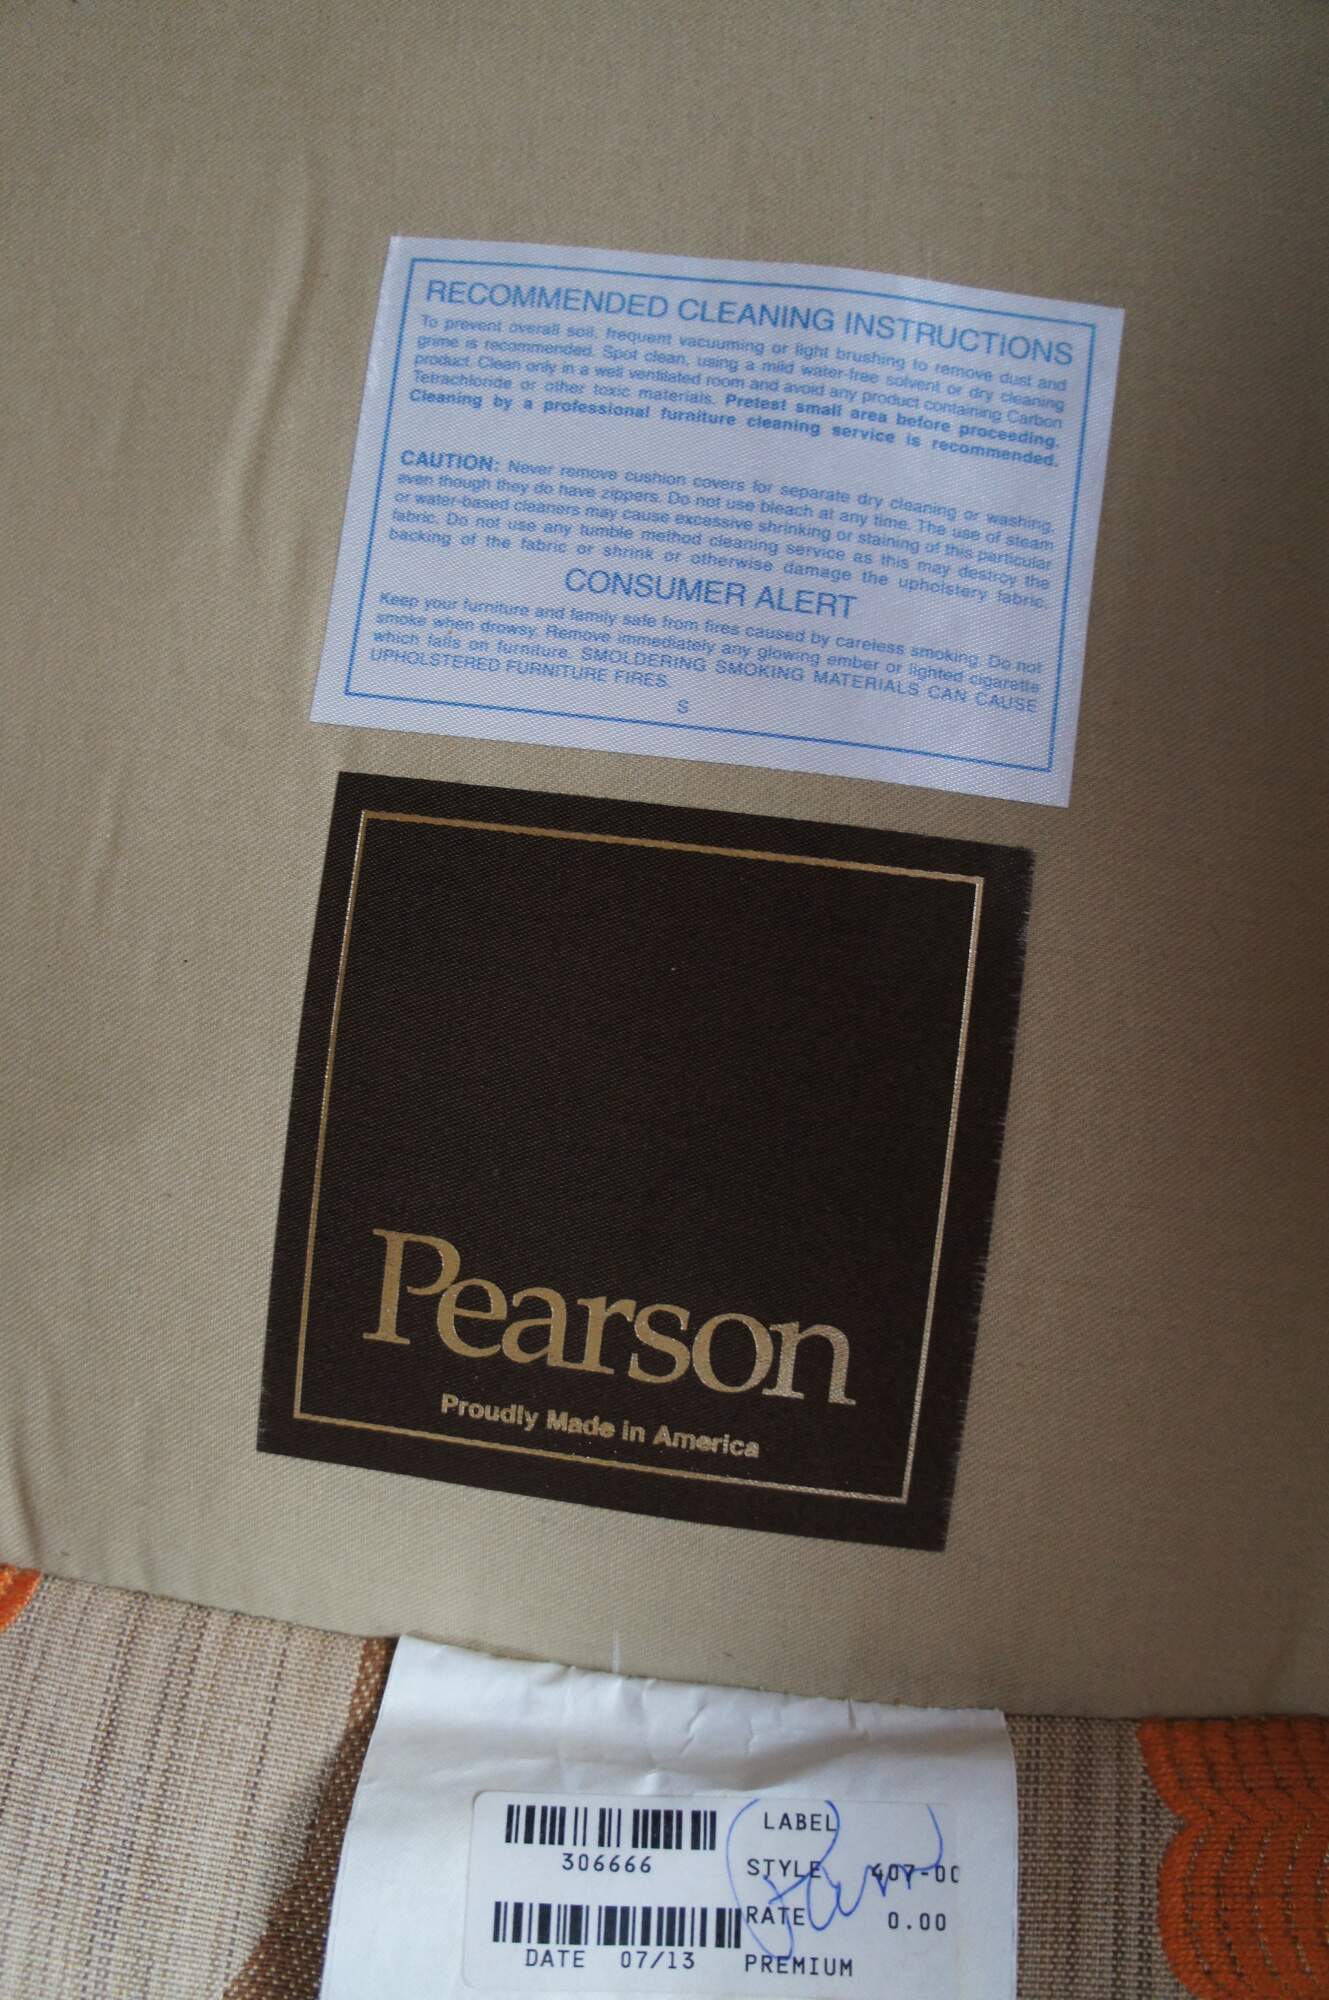 RECOMMENDED CLEANING INSTRUCTIONS
To prevent overall soil, frequent vacuuming or light brushing to remove dust and
grime is recommended. Spot clean, using a mild water-free solvent or dry cleaning
product. Clean only in a well ventilated room and avoid any product containing Carbon
Tetrachloride or other toxic materials. Pretest small area before proceeding.
Cleaning by a professional furniture cleaning service is recommended.
CAUTION: Never remove cushion covers for separate dry cleaning or washing,
even though they do have zippers. Do not use bleach at any time. The use of steam
or water-based cleaners may cause excessive shrinking or staining of this particular
fabric. Do not use any tumble method cleaning service as this may destroy the
backing of the fabric or shrink or otherwise damage the upholstery fabric.
CONSUMER ALERT
Keep your furniture and family safe from fires caused by careless smoking. Do not
smoke when drowsy. Remove immediately any glowing ember or lighted cigarette
which falls on furniture. SMOLDERING SMOKING MATERIALS CAN CAUSE
UPHOLSTERED FURNITURE FIRES.
S
Pearson
Proudly Made in America
LABEL
306666
STYLE 407-00
RATE 0.00
DATE 07/13 PREMIUM